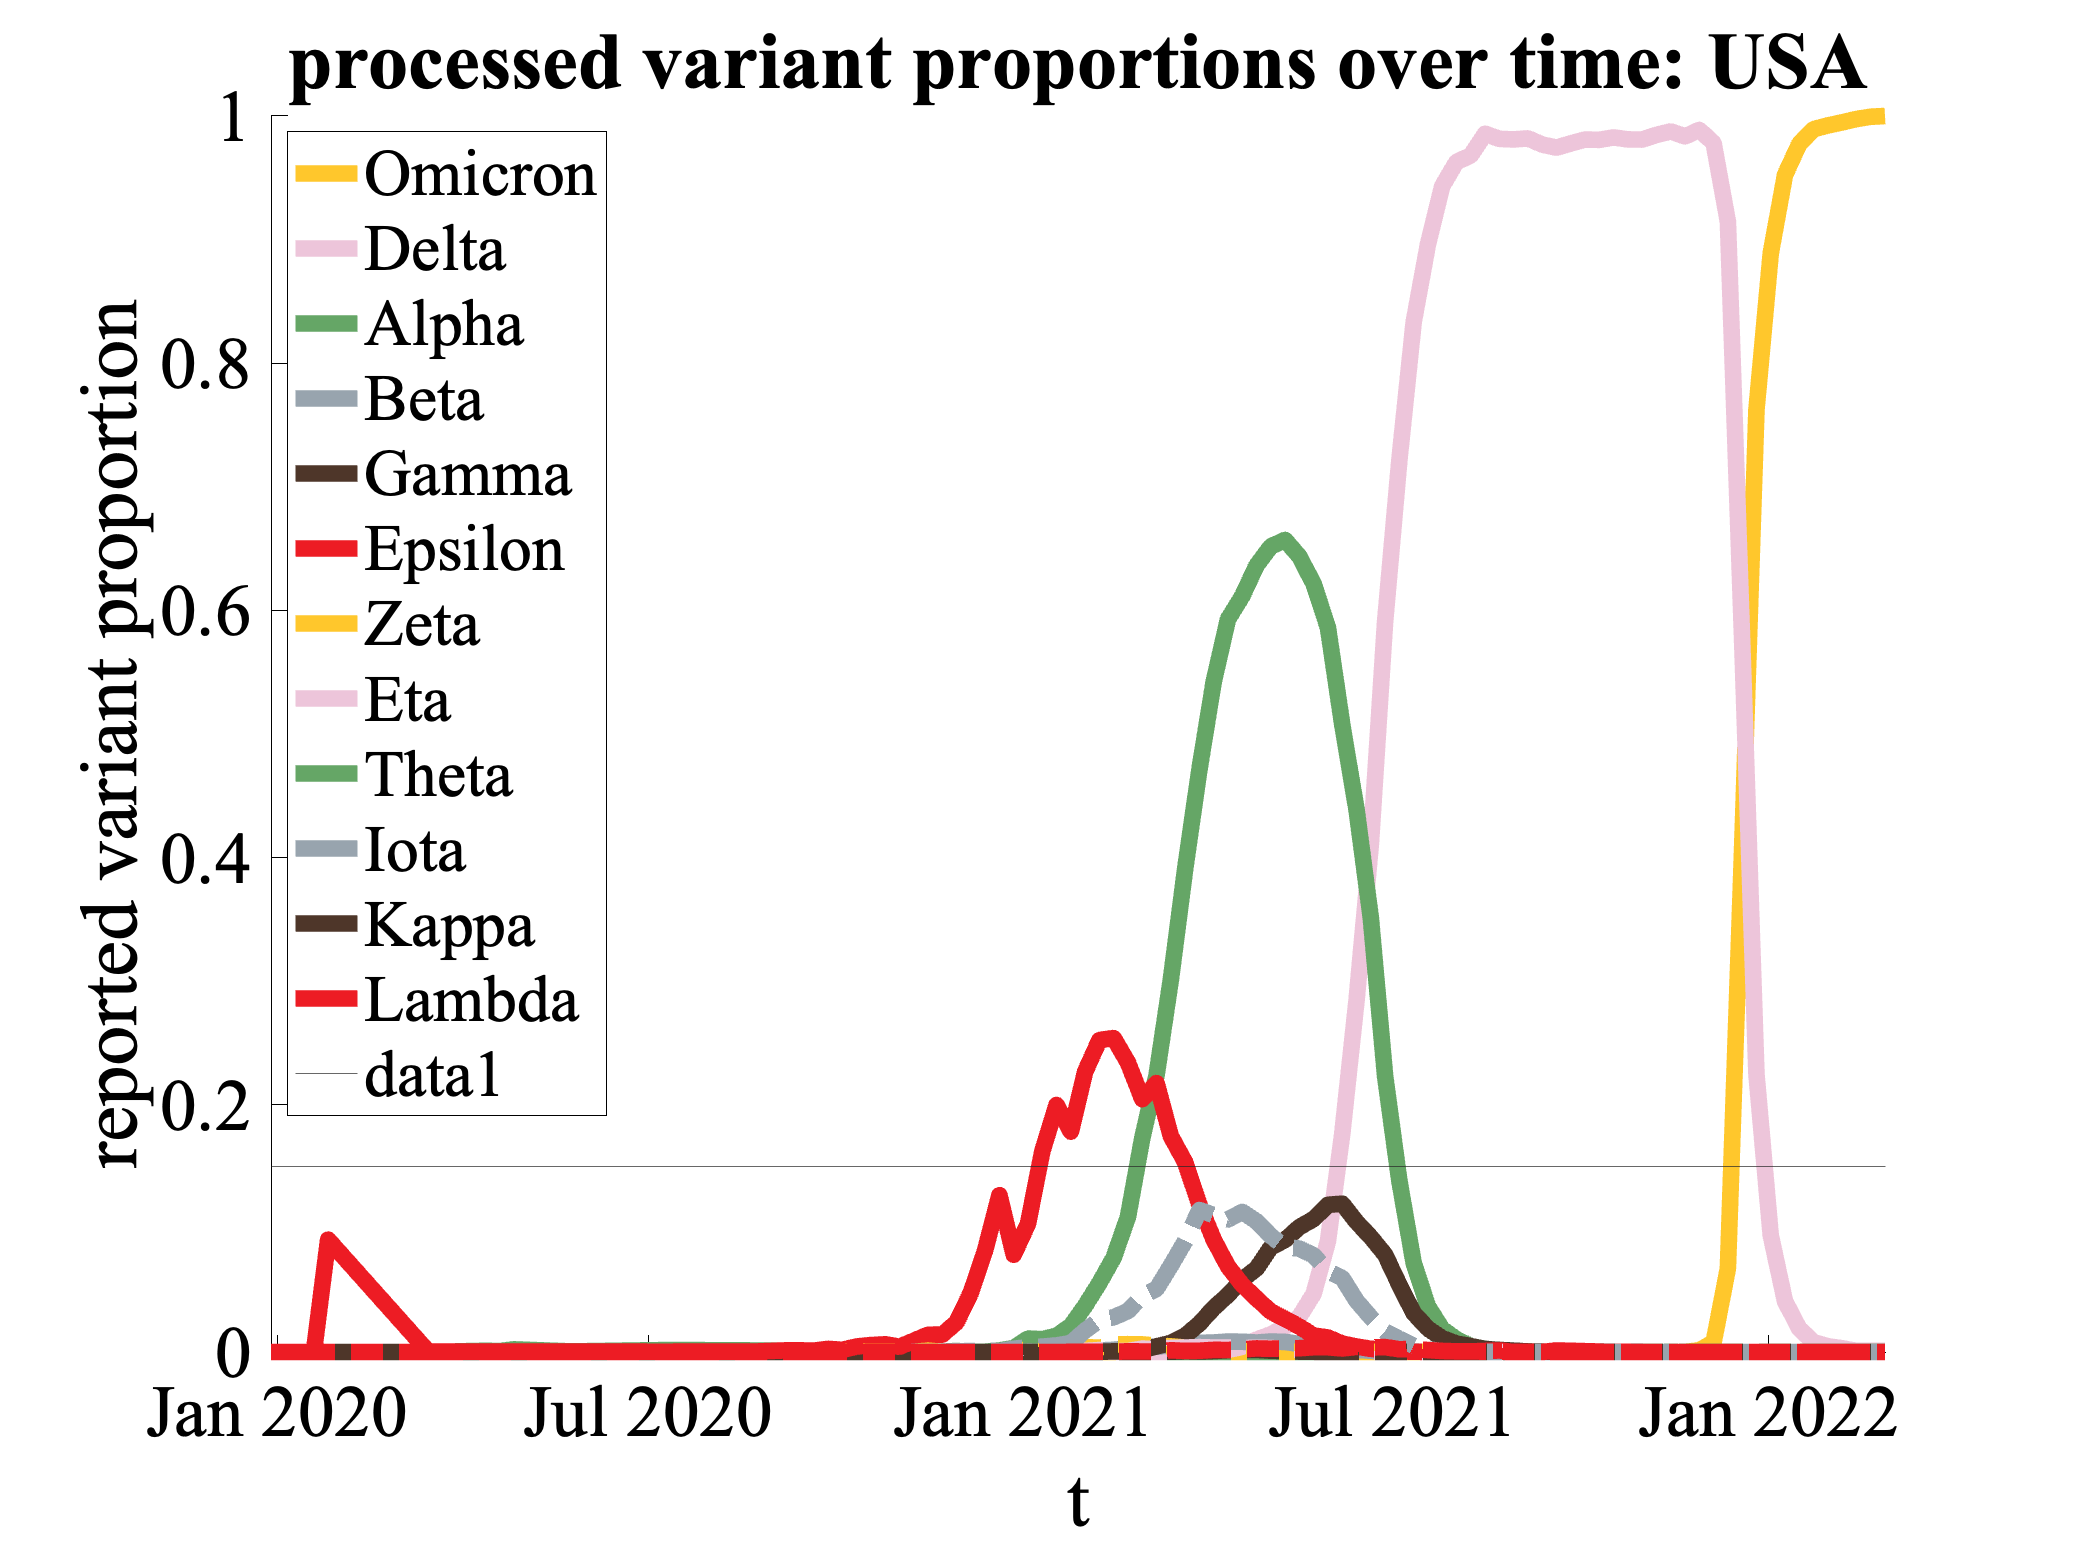 processed variant proportions over time: USA
reported variant proportion
1
0.8
0.6
0.4
0.2
0
Omicron
Delta
Alpha
Beta
Gamma
Epsilon
Zeta
Eta
Theta
Iota
Kappa
Lambda
data1
Jan 2020 Jul 2020 Jan 2021 Jul 2021 Jan 2022
t